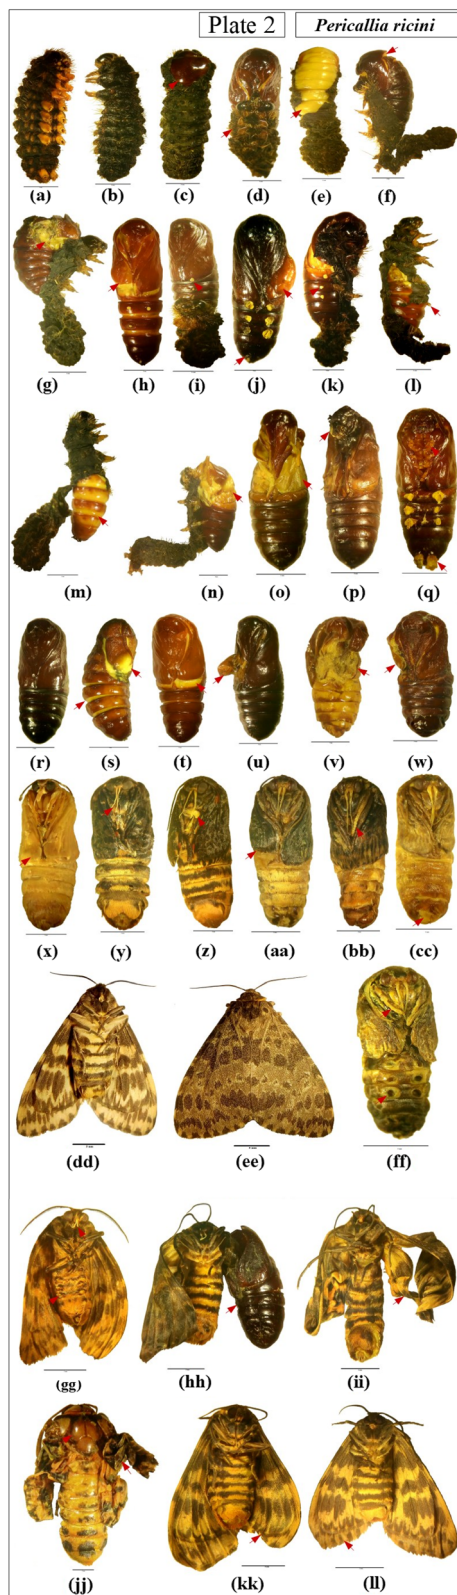 Plate 2 Pericallia ricini
(a) (b) (c) (d) (e) (f)
(g) (h) (i) (j) (k) (l)
(m) (n) (o) (p) (q)
(r) (s) (t) (u) (v) (w)
(x) (y) (z) (aa) (bb) (cc)
(dd) (ee) (ff)
(gg) (hh) (ii)
(jj) (kk) (ll)